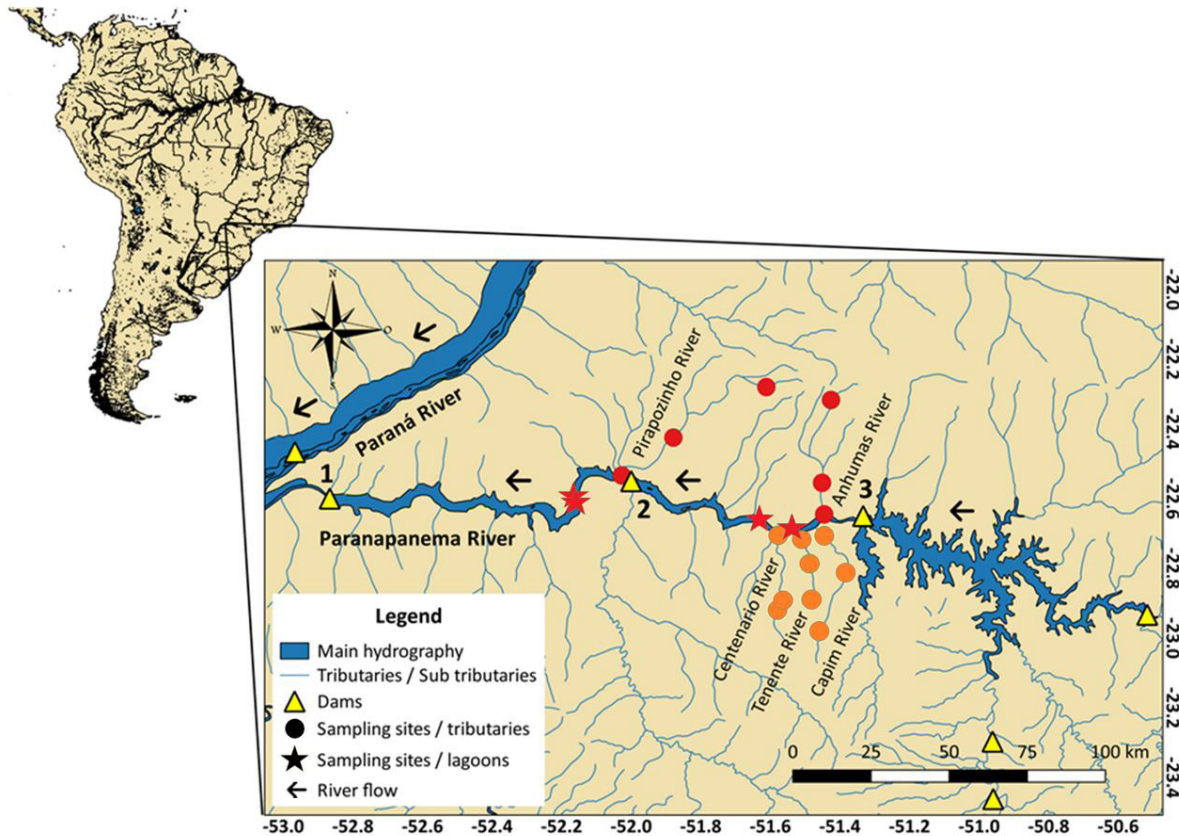 N
W
O
S
Paraná River
Pirapozinho River
Anhumas River
1
2
3
Paranapanema River
Centenario River
Tenente River
Capim River
Legend
Main hydrography
Tributaries / Sub tributaries
Dams
Sampling sites / tributaries
Sampling sites / lagoons
River flow
0 25 50 75 100 km
-22.0
-22.2
-22.4
-22.6
-22.8
-23.0
-23.2
-23.4
-53.0 -52.8 -52.6 -52.4 -52.2 -52.0 -51.8 -51.6 -51.4 -51.2 -51.0 -50.8 -50.6